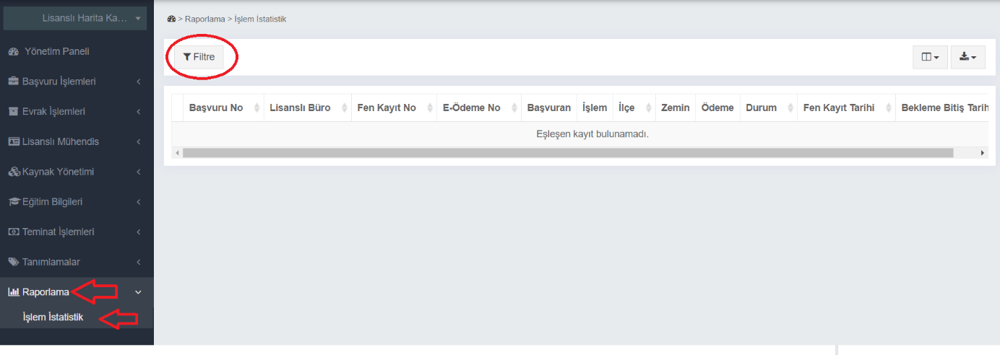 Lisanslı Harita Ka...
Yönetim Paneli
Başvuru İşlemleri
Evrak İşlemleri
Lisanslı Mühendis
Kaynak Yönetimi
Eğitim Bilgileri
Teminat İşlemleri
Tanımlamalar
Raporlama
İşlem İstatistik
> Raporlama > İşlem İstatistik
Filtre
Başvuru No Lisanslı Büro Fen Kayıt No E-Ödeme No Başvuran İşlem İlçe Zemin Ödeme Durum Fen Kayıt Tarihi Bekleme Bitiş Tarih
Eşleşen kayıt bulunamadı.